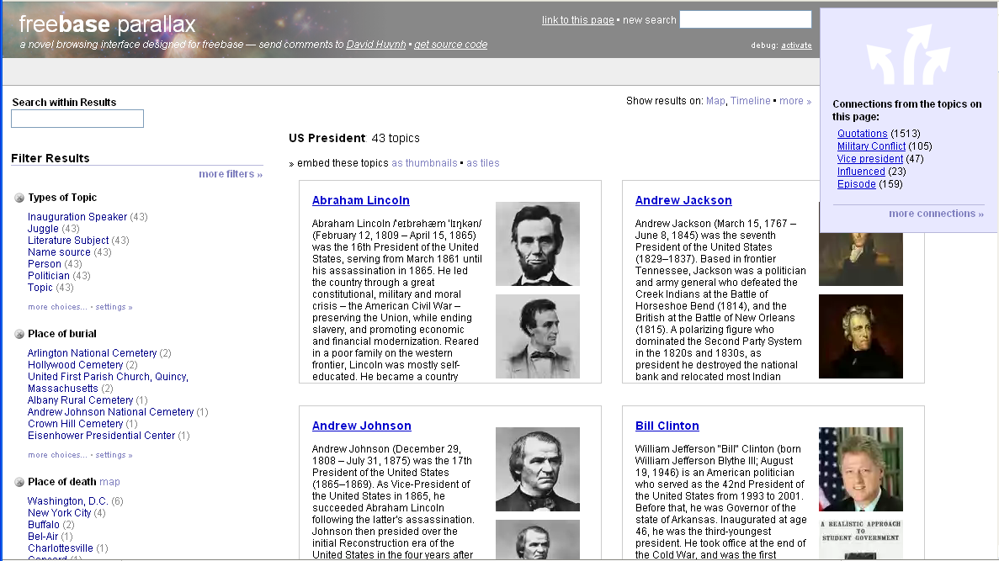 freebase parallax
a novel browsing interface designed for freebase — send comments to David Huynh • get source code
link to this page • new search
debug: activate
Connections from the topics on
this page:
Quotations (1513)
Military Conflict (105)
Vice president (47)
Influenced (23)
Episode (159)
more connections »
Search within Results
Filter Results
more filters »
Types of Topic
Inauguration Speaker (43)
Juggle (43)
Literature Subject (43)
Name source (43)
Person (43)
Politician (43)
Topic (43)
more choices... • settings »
Place of burial
Arlington National Cemetery (2)
Hollywood Cemetery (2)
United First Parish Church, Quincy,
Massachusetts (2)
Albany Rural Cemetery (1)
Andrew Johnson National Cemetery (1)
Crown Hill Cemetery (1)
Eisenhower Presidential Center (1)
more choices... • settings »
Place of death map
Washington, D.C. (6)
New York City (4)
Buffalo (2)
Bel-Air (1)
Charlottesville (1)
Concord (1)
Show results on: Map, Timeline • more »
US President: 43 topics
» embed these topics as thumbnails • as tiles
Abraham Lincoln
Abraham Lincoln /ˈeɪbrəhæm ˈlɪŋkən/
(February 12, 1809 – April 15, 1865)
was the 16th President of the United
States, serving from March 1861 until
his assassination in 1865. He led
the country through a great
constitutional, military and moral
crisis – the American Civil War –
preserving the Union, while ending
slavery, and promoting economic
and financial modernization. Reared
in a poor family on the western
frontier, Lincoln was mostly self-
educated. He became a country
Andrew Jackson
Andrew Jackson (March 15, 1767 –
June 8, 1845) was the seventh
President of the United States
(1829–1837). Based in frontier
Tennessee, Jackson was a politician
and army general who defeated the
Creek Indians at the Battle of
Horseshoe Bend (1814), and the
British at the Battle of New Orleans
(1815). A polarizing figure who
dominated the Second Party System
in the 1820s and 1830s, as
president he destroyed the national
bank and relocated most Indian
Andrew Johnson
Andrew Johnson (December 29,
1808 – July 31, 1875) was the 17th
President of the United States
(1865–1869). As Vice-President of
the United States in 1865, he
succeeded Abraham Lincoln
following the latter's assassination.
Johnson then presided over the
initial Reconstruction era of the
United States in the four years after
Bill Clinton
William Jefferson "Bill" Clinton (born
William Jefferson Blythe III; August
19, 1946) is an American politician
who served as the 42nd President of
the United States from 1993 to 2001.
Before that, he was Governor of the
state of Arkansas. Inaugurated at age
46, he was the third-youngest
president. He took office at the end of
the Cold War, and was the first
A REALISTIC APPROACH
TO
STUDENT GOVERNMENT